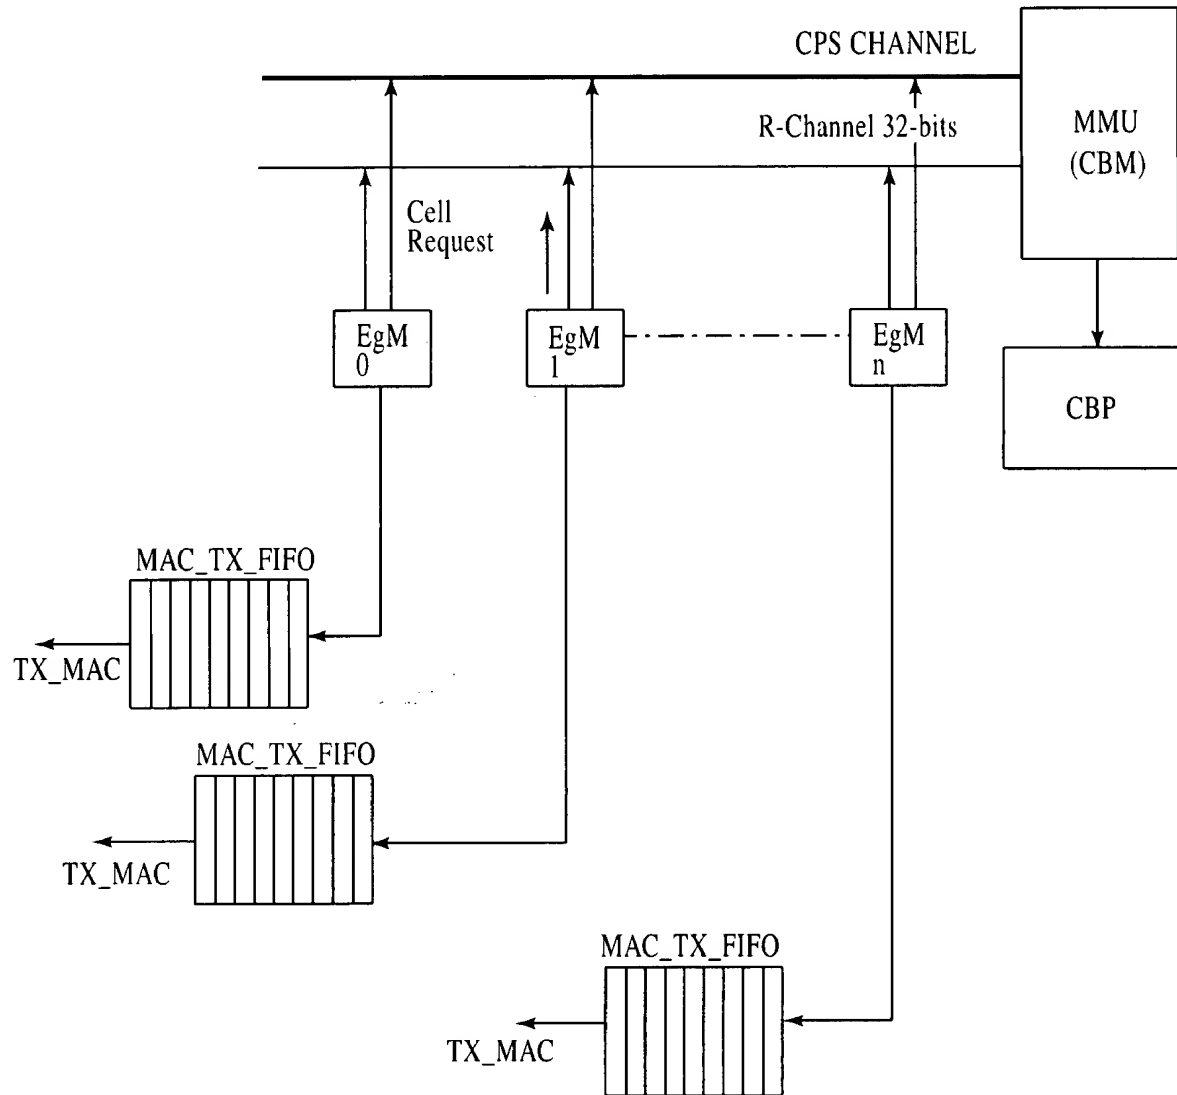 CPS CHANNEL
R-Channel 32-bits
MMU
(CBM)
Cell
Request
EgM
0
EgM
1
EgM
n
CBP
MAC_TX_FIFO
TX_MAC
MAC_TX_FIFO
TX_MAC
MAC_TX_FIFO
TX_MAC